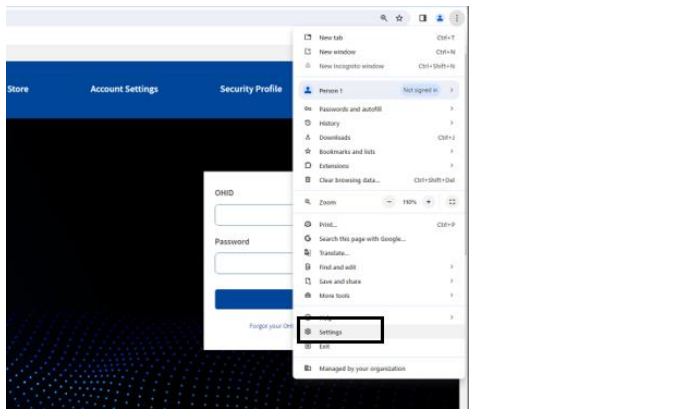 New tab Ctrl+T
New window Ctrl+N
New Incognito window Ctrl+Shift+N
Store Account Settings Security Profile
Person 1 Not signed in
Passwords and autofill
History
Downloads Ctrl+J
Bookmarks and lists
Extensions
Clear browsing data... Ctrl+Shift+Del
OHID
Zoom − 110% +
Print... Ctrl+P
Password
Search this page with Google...
Translate...
Find and edit
Save and share
More tools
Forgot your OH
Settings
Exit
Managed by your organization